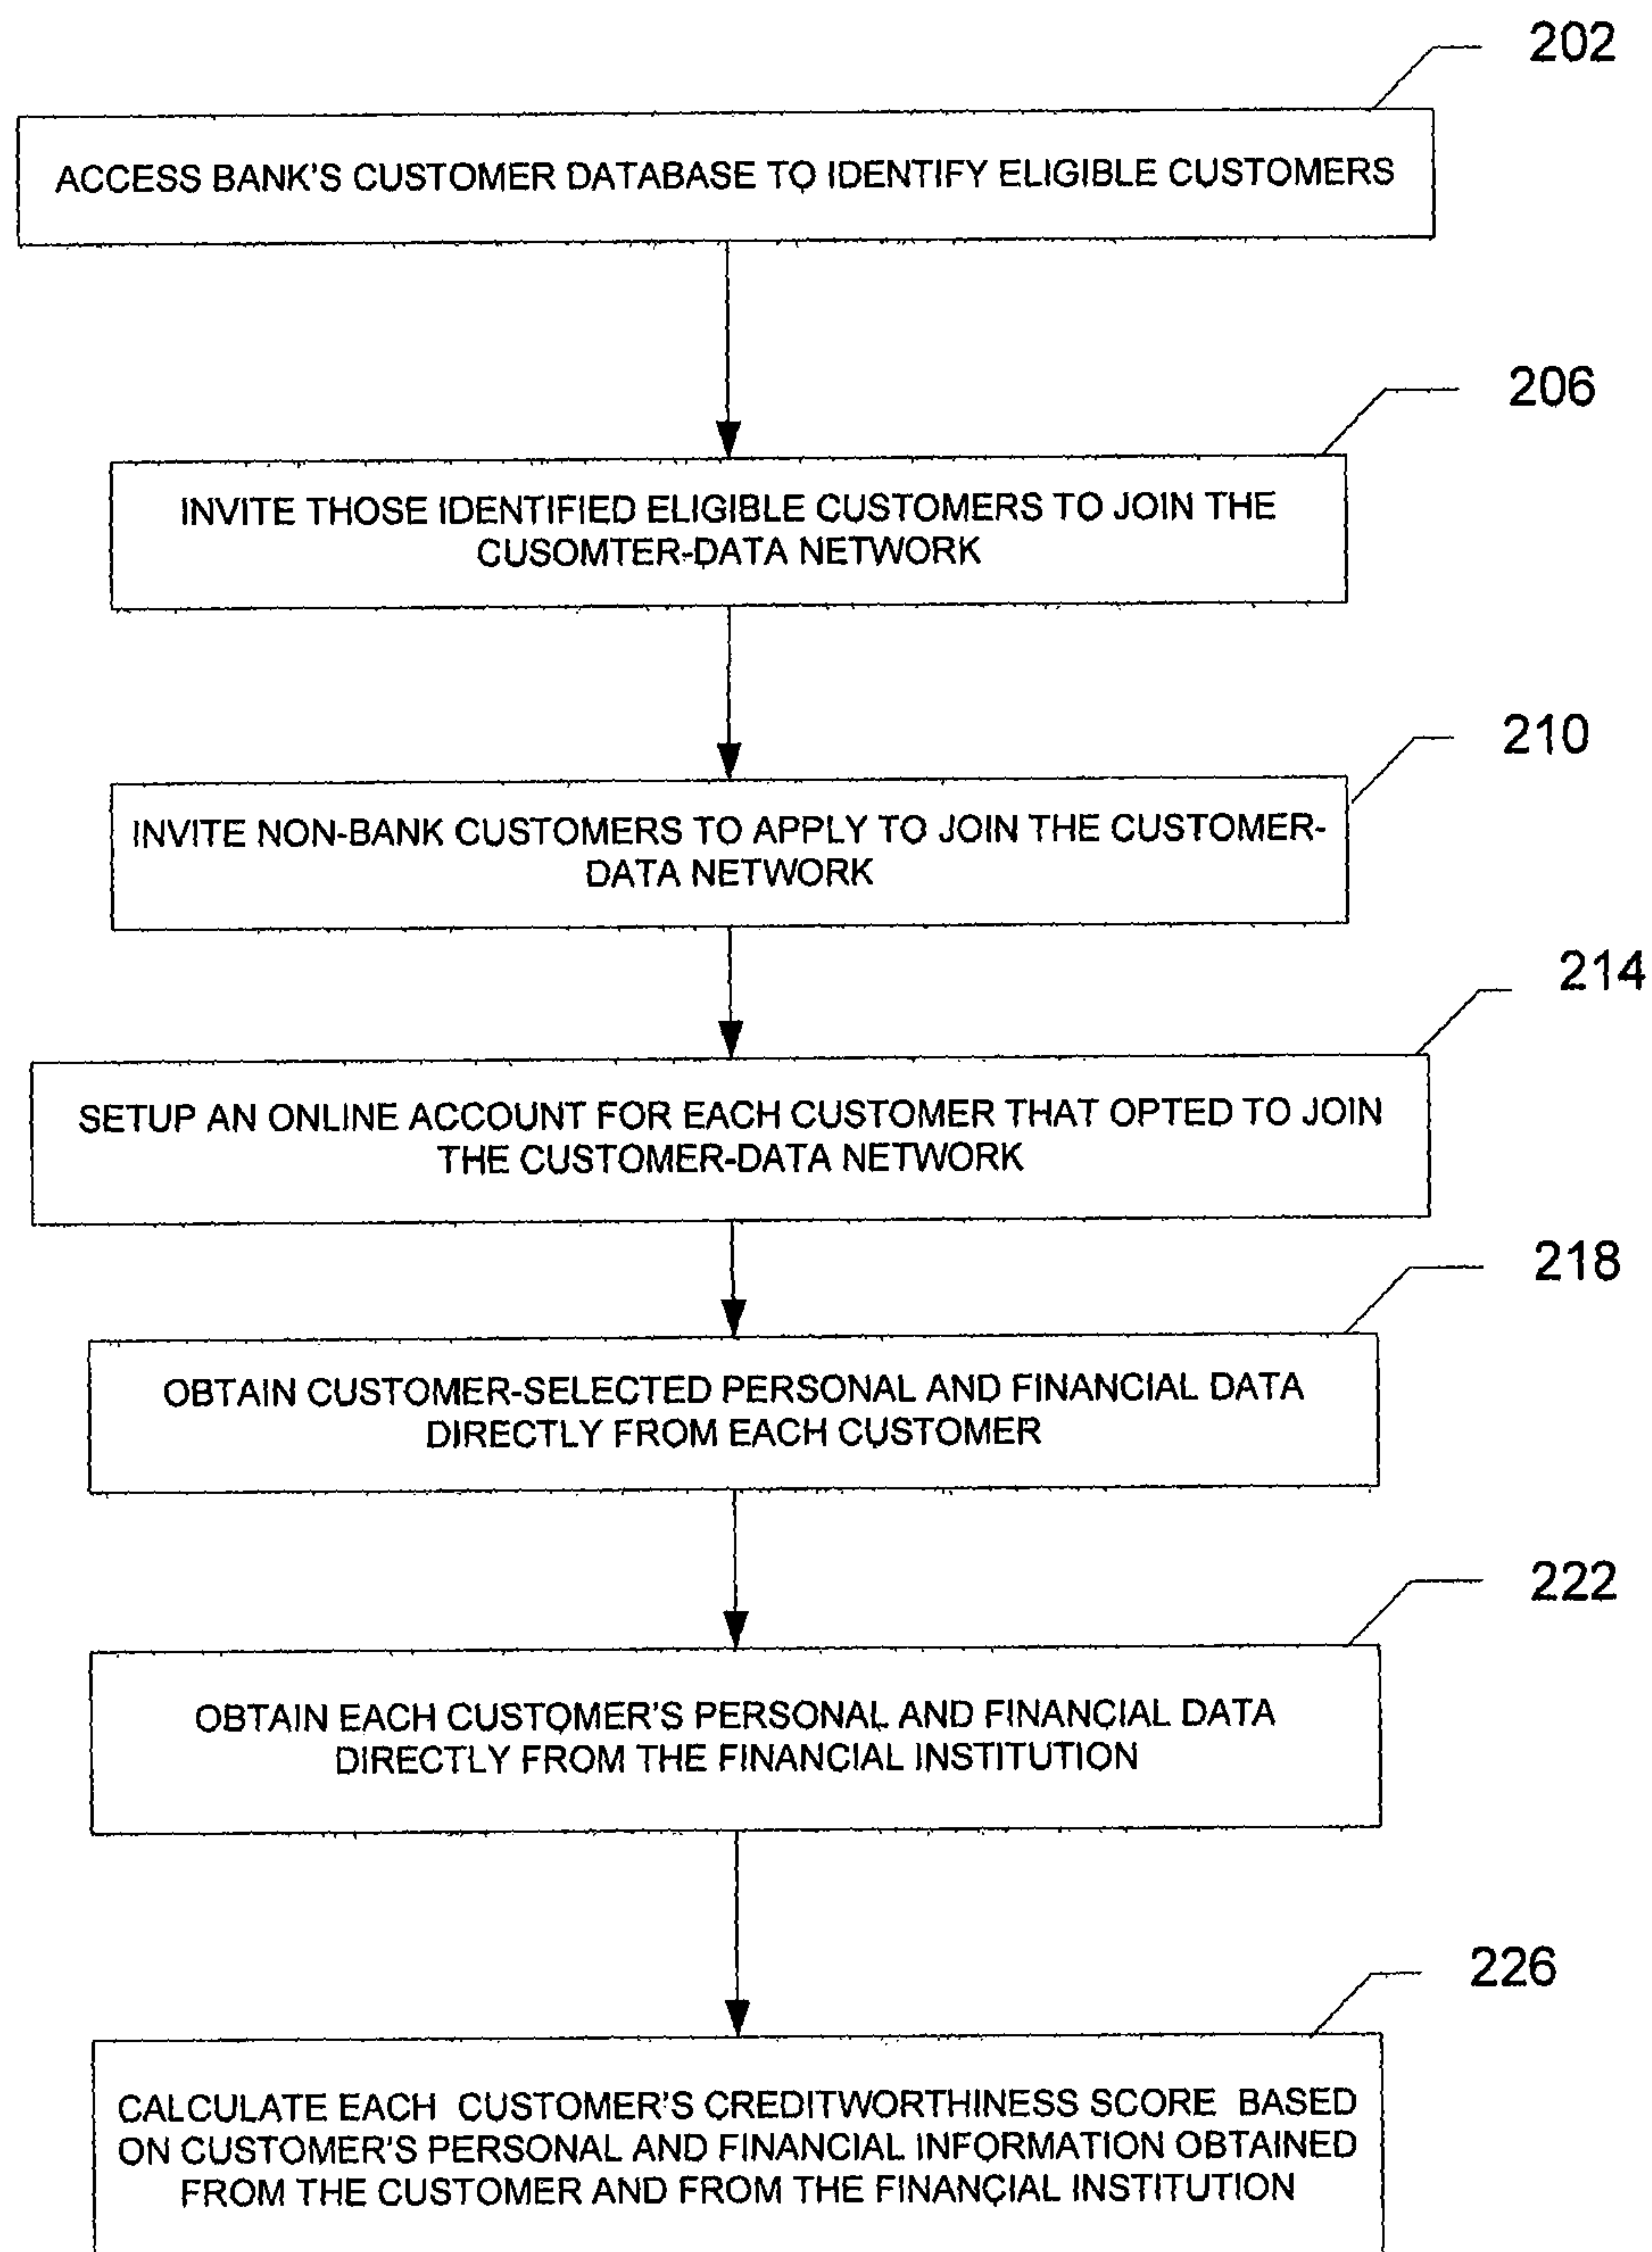 202
ACCESS BANK'S CUSTOMER DATABASE TO IDENTIFY ELIGIBLE CUSTOMERS
206
INVITE THOSE IDENTIFIED ELIGIBLE CUSTOMERS TO JOIN THE
CUSOMTER-DATA NETWORK
210
INVITE NON-BANK CUSTOMERS TO APPLY TO JOIN THE CUSTOMER-
DATA NETWORK
214
SETUP AN ONLINE ACCOUNT FOR EACH CUSTOMER THAT OPTED TO JOIN
THE CUSTOMER-DATA NETWORK
218
OBTAIN CUSTOMER-SELECTED PERSONAL AND FINANCIAL DATA
DIRECTLY FROM EACH CUSTOMER
222
OBTAIN EACH CUSTOMER'S PERSONAL AND FINANCIAL DATA
DIRECTLY FROM THE FINANCIAL INSTITUTION
226
CALCULATE EACH CUSTOMER'S CREDITWORTHINESS SCORE BASED
ON CUSTOMER'S PERSONAL AND FINANCIAL INFORMATION OBTAINED
FROM THE CUSTOMER AND FROM THE FINANCIAL INSTITUTION